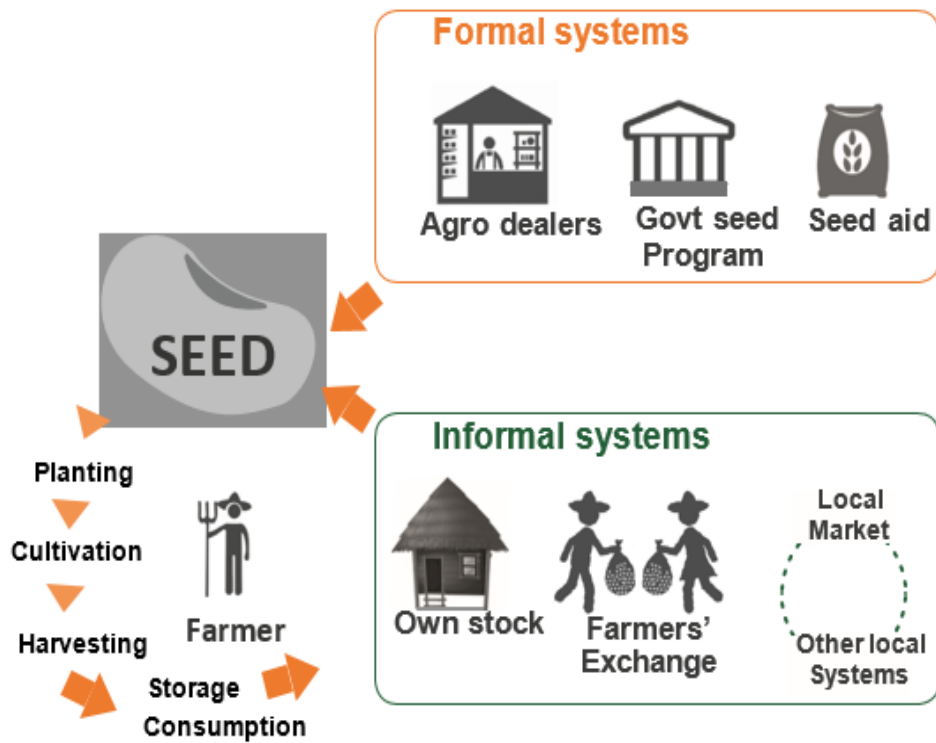 Formal systems
Agro dealers
Govt seed
Program
Seed aid
SEED
Informal systems
Own stock
Farmers'
Exchange
Local
Market
Other local
Systems
Planting
Cultivation
Harvesting
Farmer
Storage
Consumption